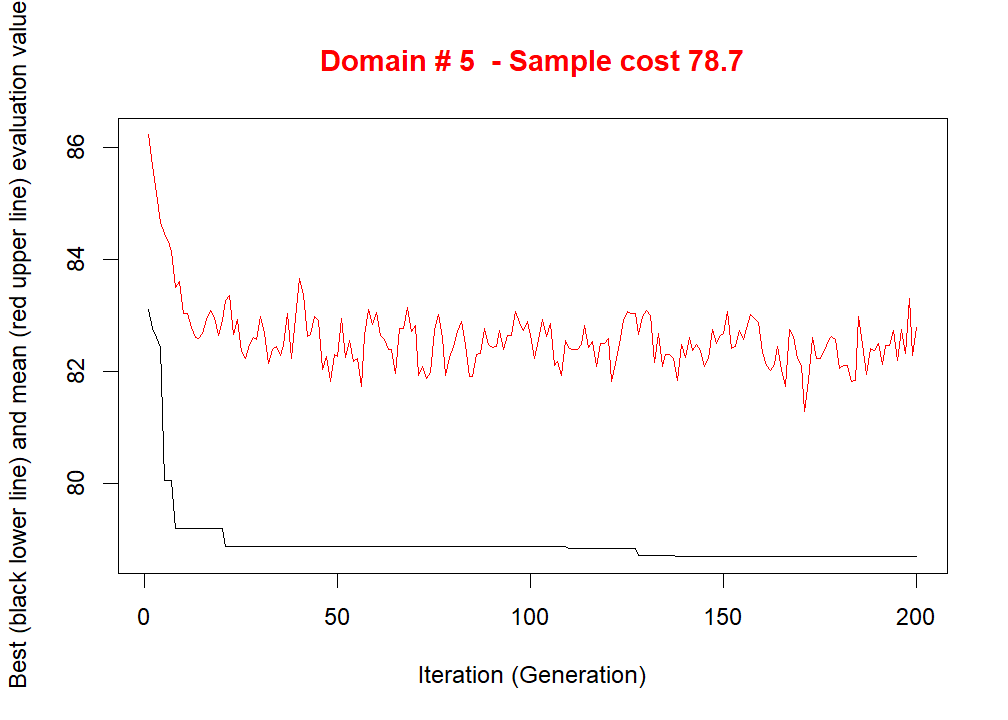 Domain # 5  - Sample cost 78.7
Best (black lower line) and mean (red upper line) evaluation value
86
84
82
80
0 50 100 150 200
Iteration (Generation)